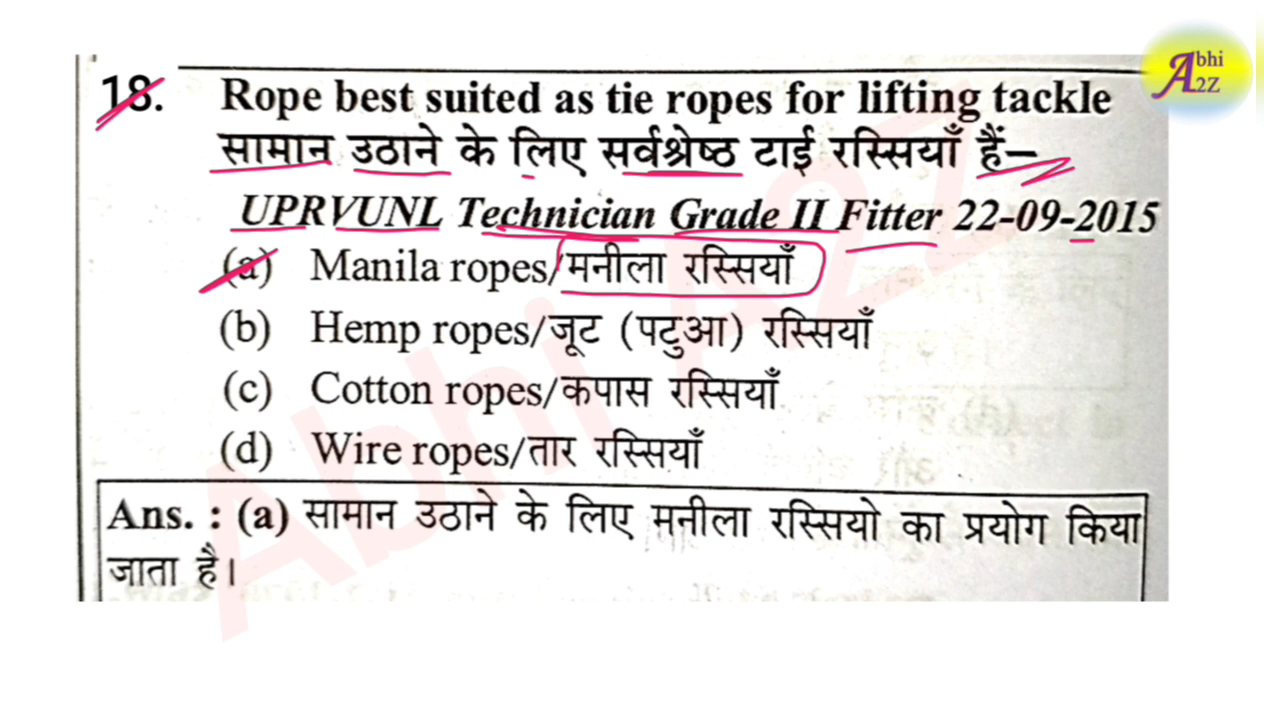 Abhi
A2Z
18. Rope best suited as tie ropes for lifting tackle
सामान उठाने के लिए सर्वश्रेष्ठ टाई रस्सियाँ हैं–
UPRVUNL Technician Grade II Fitter 22-09-2015
(a) Manila ropes/मनीला रस्सियाँ
(b) Hemp ropes/जूट (पटुआ) रस्सियाँ
(c) Cotton ropes/कपास रस्सियाँ
(d) Wire ropes/तार रस्सियाँ
Ans. : (a) सामान उठाने के लिए मनीला रस्सियो का प्रयोग किया
जाता है।
Abhi A2Z